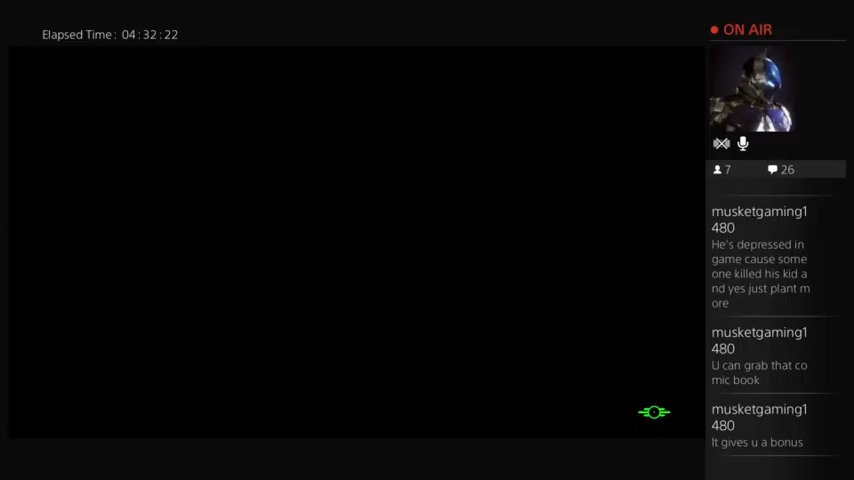 Elapsed Time: 04:32:22
ON AIR
7 26
musketgaming1
480
He's depressed in
game cause some
one killed his kid a
nd yes just plant m
ore
musketgaming1
480
U can grab that co
mic book
musketgaming1
480
It gives u a bonus